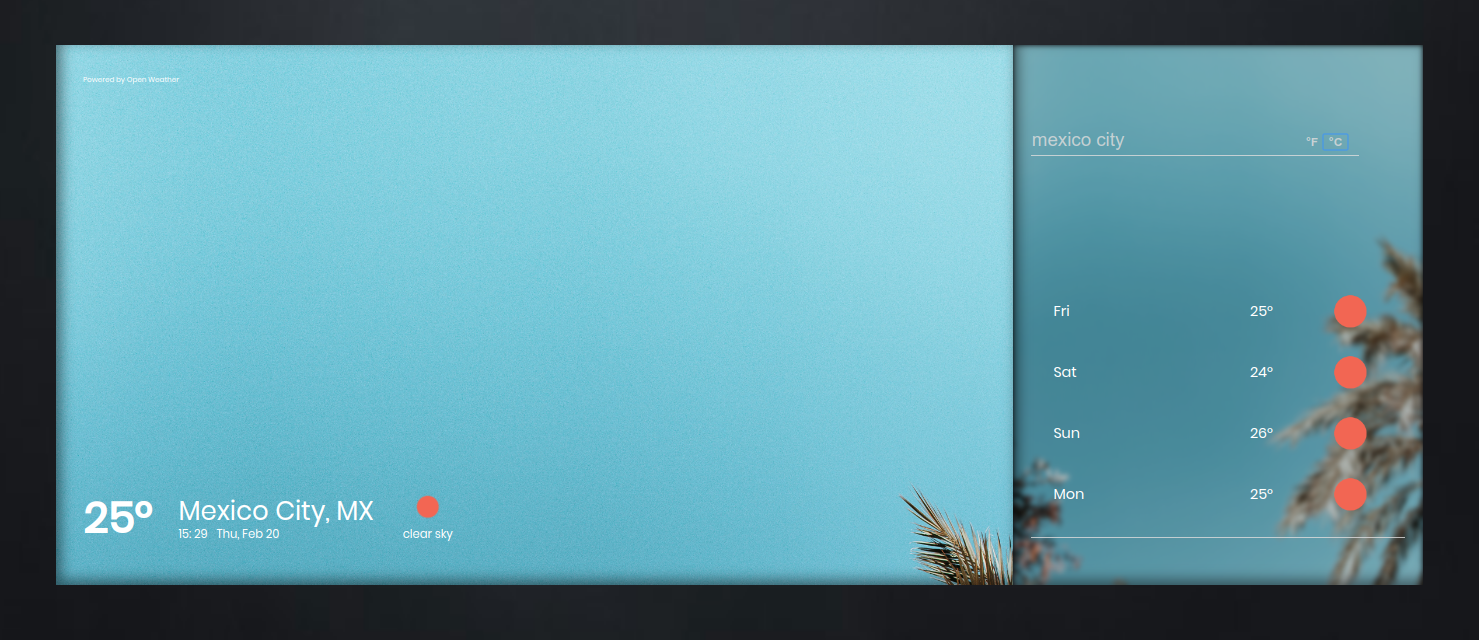 Powered by Open Weather
mexico city
°F °C
Fri 25º
Sat 24º
Sun 26º
Mon 25º
25º
Mexico City, MX
15: 29 Thu, Feb 20
clear sky